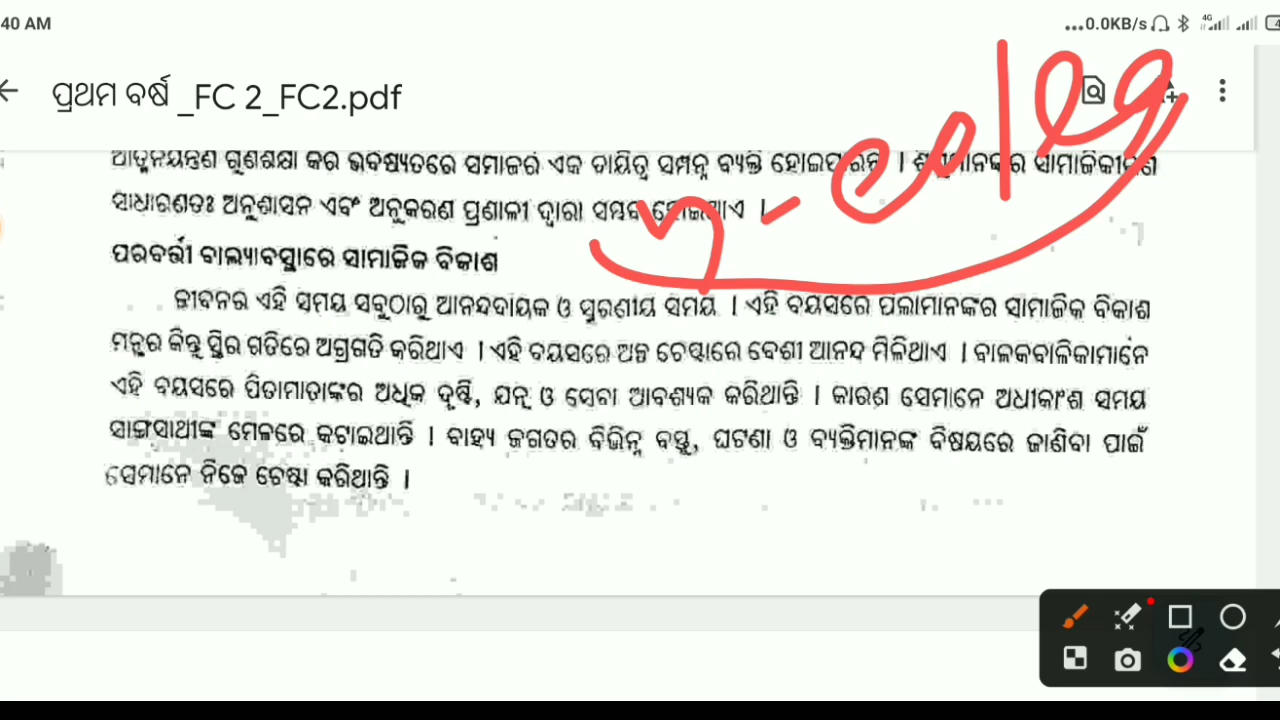 40 AM
...0.0KB/s 4G
ପ୍ରଥମ ବର୍ଷ _FC 2_FC2.pdf
ଆତ୍ମନିୟନ୍ତ୍ରଣ ଗୁଣଶିକ୍ଷା କରି ଭବିଷ୍ୟତରେ ସମାଜର ଏକ ଦାୟିତ୍ୱ ସମ୍ପନ୍ନ ବ୍ୟକ୍ତି ହୋଇପାରନ୍ତି । ଶିଶୁମାନଙ୍କର ସାମାଜିକୀକରଣ
ସାଧାରଣତଃ ଅନୁଶାସନ ଏବଂ ଅନୁକରଣ ପ୍ରଣାଳୀ ଦ୍ୱାରା ସମ୍ଭବ ହୋଇଥାଏ ।
ପରବର୍ତ୍ତୀ ବାଲ୍ୟାବସ୍ଥାରେ ସାମାଜିକ ବିକାଶ
ଜୀବନର ଏହି ସମୟ ସବୁଠାରୁ ଆନନ୍ଦଦାୟକ ଓ ସ୍ମରଣୀୟ ସମୟ । ଏହି ବୟସରେ ପିଲାମାନଙ୍କର ସାମାଜିକ ବିକାଶ
ମନ୍ଥର କିନ୍ତୁ ସ୍ଥିର ଗତିରେ ଅଗ୍ରଗତି କରିଥାଏ । ଏହି ବୟସରେ ଅଳ୍ପ ଚେଷ୍ଟାରେ ବେଶୀ ଆନନ୍ଦ ମିଳିଥାଏ । ବାଳକବାଳିକାମାନେ
ଏହି ବୟସରେ ପିତାମାତାଙ୍କର ଅଧିକ ଦୃଷ୍ଟି, ଯତ୍ନ ଓ ସେବା ଆବଶ୍ୟକ କରିଥାନ୍ତି । କାରଣ ସେମାନେ ଅଧୀକାଂଶ ସମୟ
ସାଙ୍ଗସାଥୀଙ୍କ ମେଳରେ କଟାଇଥାନ୍ତି । ବାହ୍ୟ ଜଗତର ବିଭିନ୍ନ ବସ୍ତୁ, ଘଟଣା ଓ ବ୍ୟକ୍ତିମାନଙ୍କ ବିଷୟରେ ଜାଣିବା ପାଇଁ
ସେମାନେ ନିଜେ ଚେଷ୍ଟା କରିଥାନ୍ତି ।